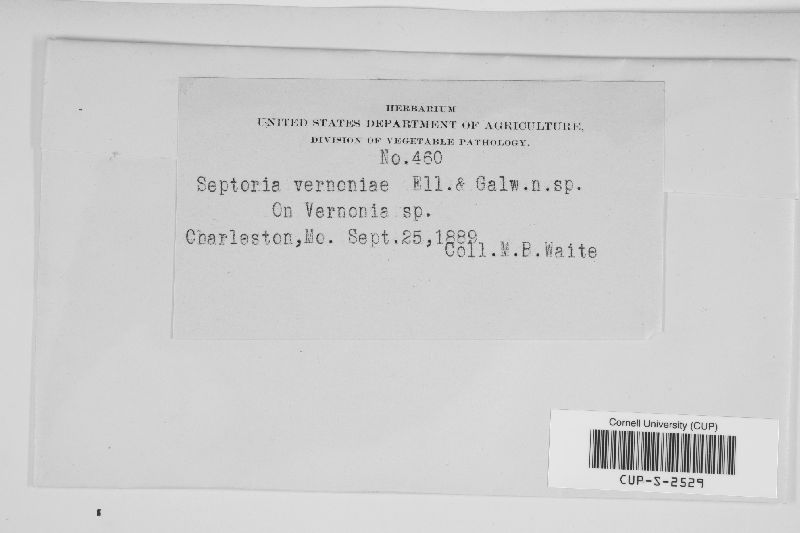 HERBARIUM
UNITED STATES DEPARTMENT OF AGRICULTURE.
DIVISION OF VEGETABLE PATHOLOGY.
No.460
Septoria vernoniae Ell.& Galw.n.sp.
On Vernonia sp.
Charleston,Mo. Sept.25,1889
Coll.M.B.Waite
Cornell University (CUP)
CUP-S-2529